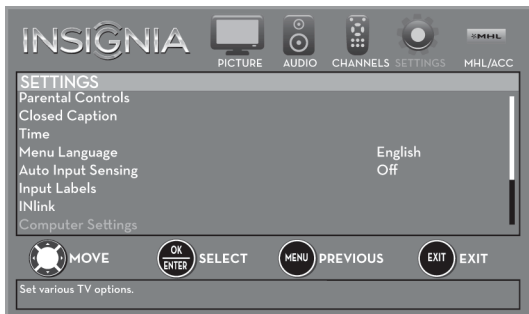 INSIGNIA
PICTURE AUDIO CHANNELS SETTINGS MHL MHL/ACC
SETTINGS
Parental Controls
Closed Caption
Time
Menu Language English
Auto Input Sensing Off
Input Labels
INlink
Computer Settings
MOVE OK ENTER SELECT MENU PREVIOUS EXIT EXIT
Set various TV options.